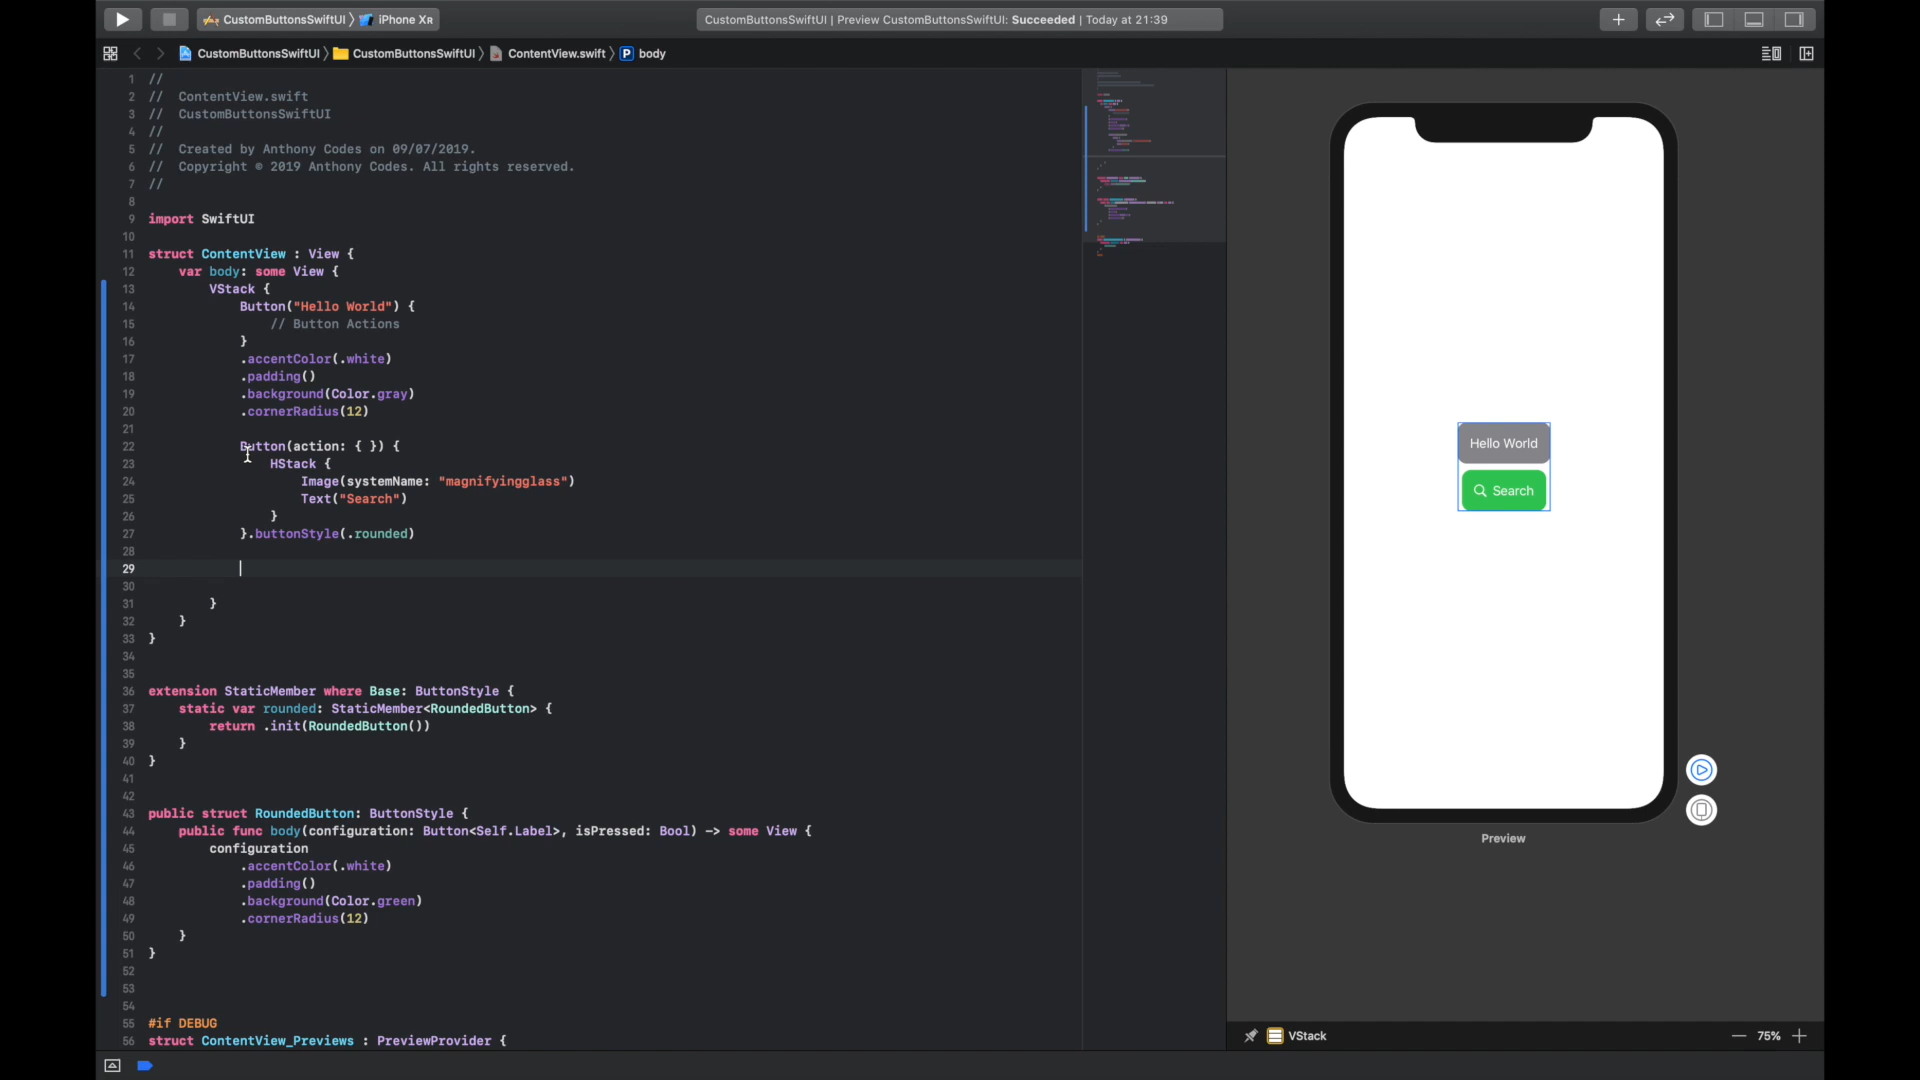 CustomButtonsSwiftUI 〉 iPhone XR
CustomButtonsSwiftUI | Preview CustomButtonsSwiftUI: Succeeded | Today at 21:39
CustomButtonsSwiftUI 〉 CustomButtonsSwiftUI 〉 ContentView.swift 〉 P body
1 //
2 //  ContentView.swift
3 //  CustomButtonsSwiftUI
4 //
5 //  Created by Anthony Codes on 09/07/2019.
6 //  Copyright © 2019 Anthony Codes. All rights reserved.
7 //
8
9 import SwiftUI
10
11 struct ContentView : View {
12     var body: some View {
13         VStack {
14             Button("Hello World") {
15                 // Button Actions
16             }
17             .accentColor(.white)
18             .padding()
19             .background(Color.gray)
20             .cornerRadius(12)
21
22             Button(action: { }) {
23                 HStack {
24                     Image(systemName: "magnifyingglass")
25                     Text("Search")
26                 }
27             }.buttonStyle(.rounded)
28
29
30
31         }
32     }
33 }
34
35
36 extension StaticMember where Base: ButtonStyle {
37     static var rounded: StaticMember<RoundedButton> {
38         return .init(RoundedButton())
39     }
40 }
41
42
43 public struct RoundedButton: ButtonStyle {
44     public func body(configuration: Button<Self.Label>, isPressed: Bool) -> some View {
45         configuration
46             .accentColor(.white)
47             .padding()
48             .background(Color.green)
49             .cornerRadius(12)
50     }
51 }
52
53
54
55 #if DEBUG
56 struct ContentView_Previews : PreviewProvider {
Hello World
Search
Preview
VStack
75%